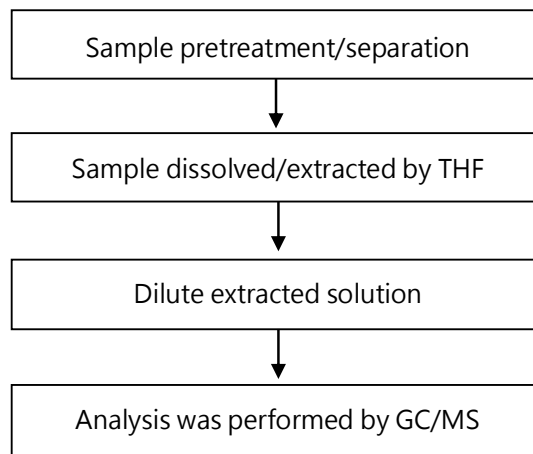 Sample pretreatment/separation
Sample dissolved/extracted by THF
Dilute extracted solution
Analysis was performed by GC/MS